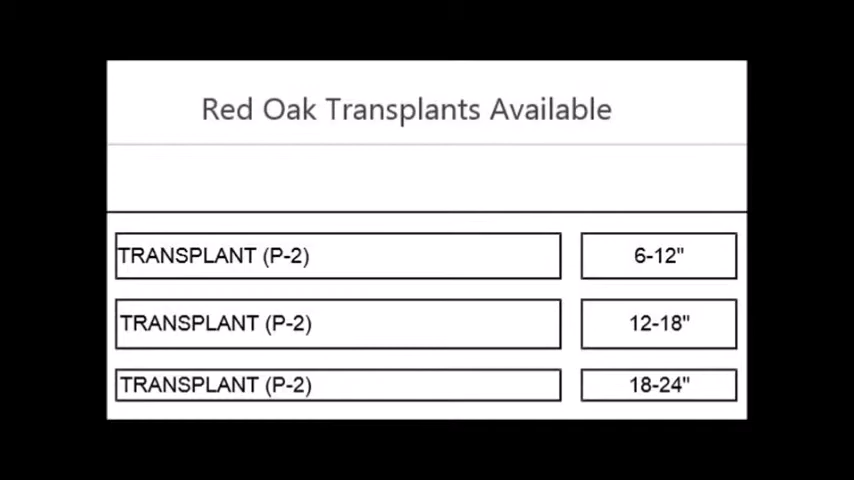 Red Oak Transplants Available
TRANSPLANT (P-2) 6-12"
TRANSPLANT (P-2) 12-18"
TRANSPLANT (P-2) 18-24"